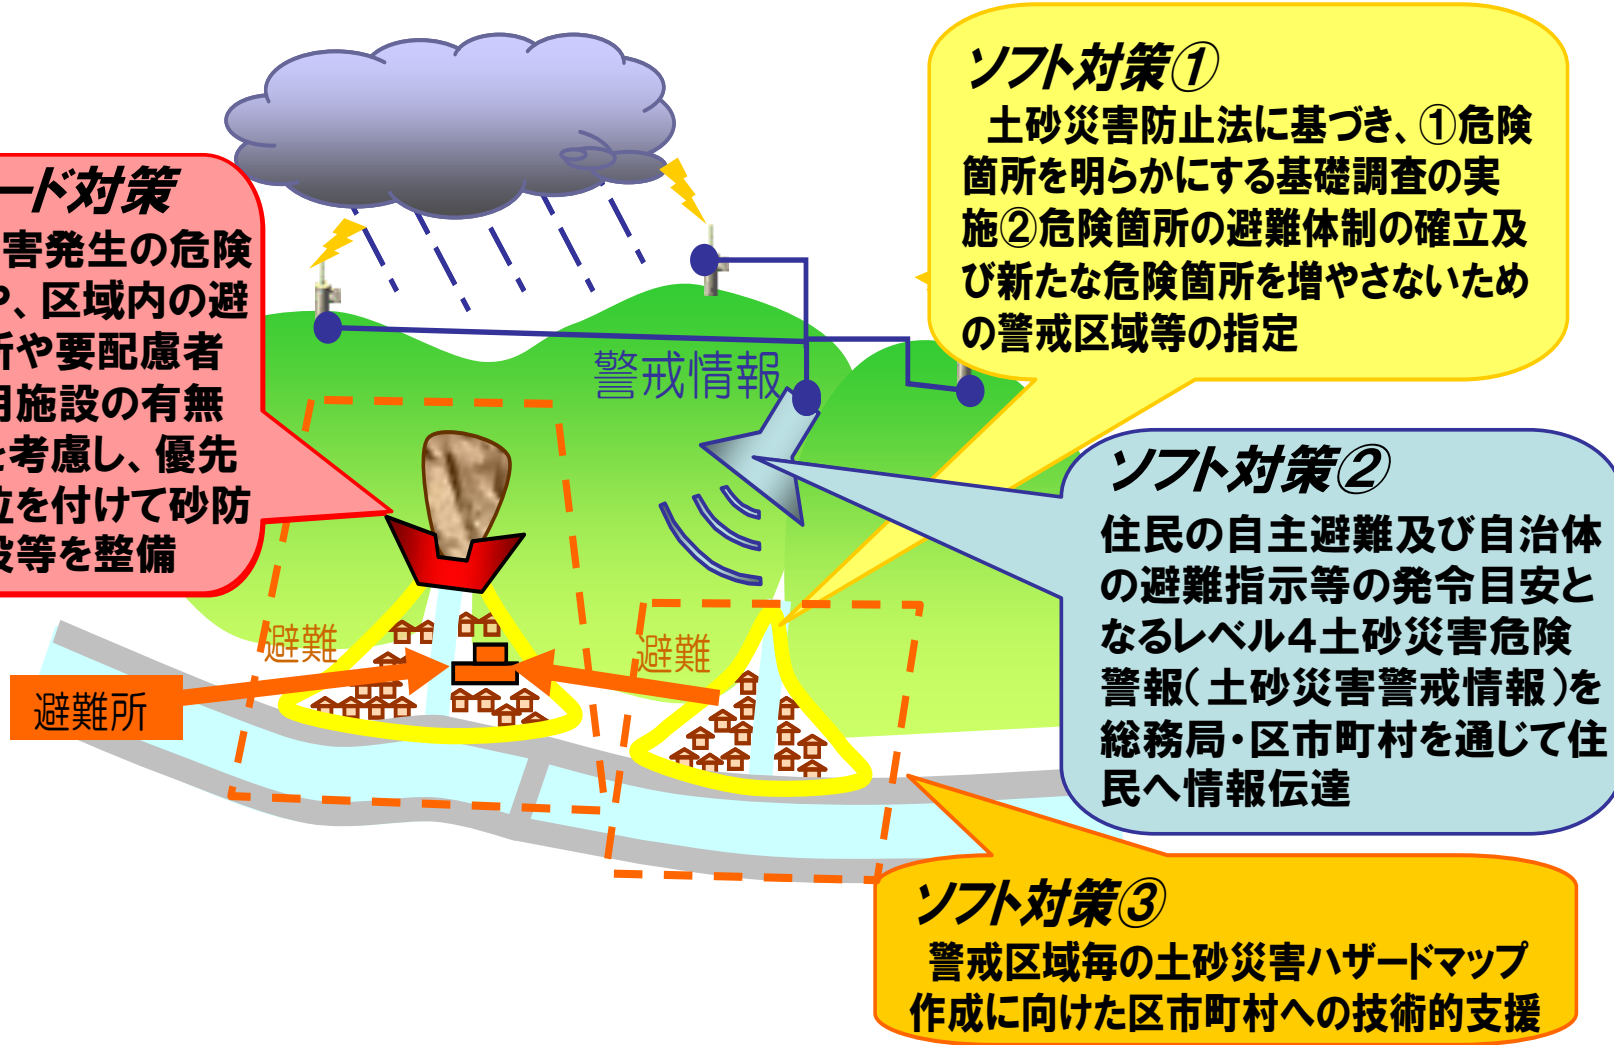 ード対策
害発生の危険
や、区域内の避
所や要配慮者
用施設の有無
を考慮し、優先
位を付けて砂防
設等を整備
ソフト対策①
土砂災害防止法に基づき、①危険
箇所を明らかにする基礎調査の実
施②危険箇所の避難体制の確立及
び新たな危険箇所を増やさないため
の警戒区域等の指定
警戒情報
ソフト対策②
住民の自主避難及び自治体
の避難指示等の発令目安と
なるレベル4土砂災害危険
警報(土砂災害警戒情報)を
総務局・区市町村を通じて住
民へ情報伝達
避難
避難
避難所
ソフト対策③
警戒区域毎の土砂災害ハザードマップ
作成に向けた区市町村への技術的支援